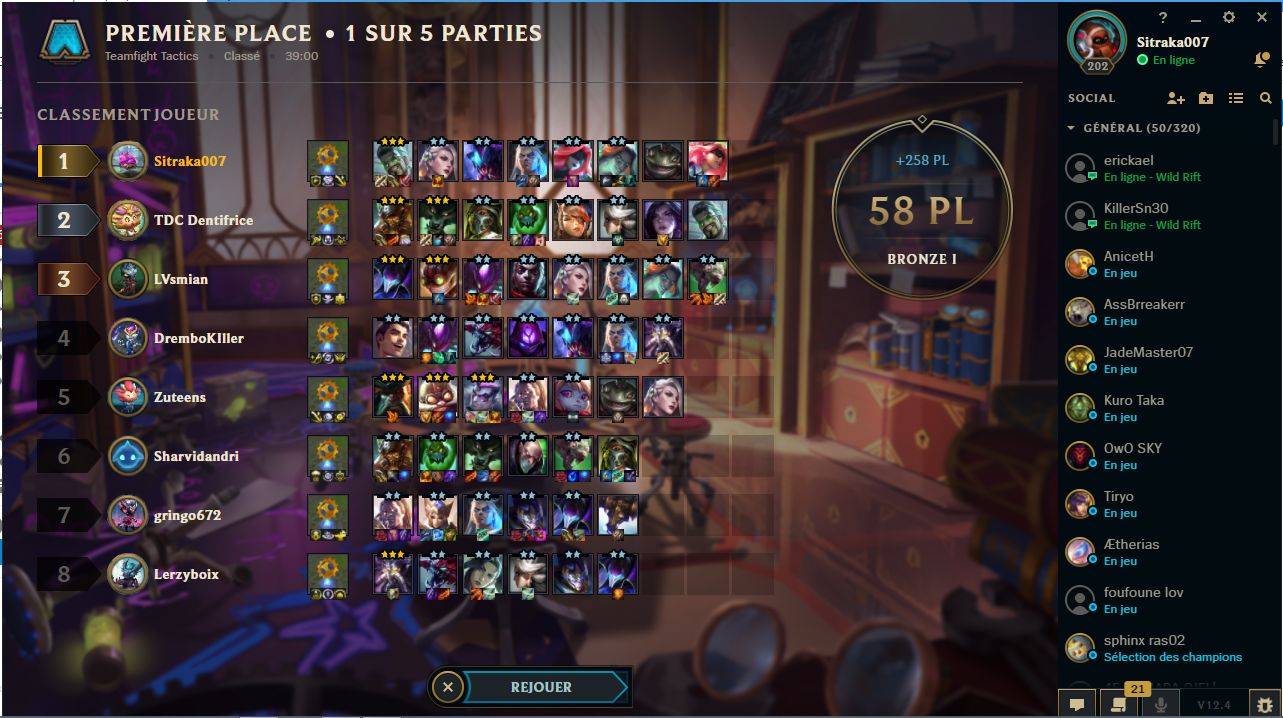 PREMIÈRE PLACE • 1 SUR 5 PARTIES
Teamfight Tactics • Classé • 39:00
CLASSEMENT JOUEUR
1 Sitraka007
2 TDC Dentifrice
3 LVsmian
4 DremboKIller
5 Zuteens
6 Sharvidandri
7 gringo672
8 Lerzyboix
+258 PL
58 PL
BRONZE I
REJOUER
?
202
Sitraka007
En ligne
SOCIAL
GÉNÉRAL (50/320)
erickael
En ligne - Wild Rift
KillerSn30
En ligne - Wild Rift
AnicetH
En jeu
AssBrreakerr
En jeu
JadeMaster07
En jeu
Kuro Taka
En jeu
OwO SKY
En jeu
Tiryo
En jeu
Ætherias
En jeu
foufoune lov
En jeu
sphinx ras02
Sélection des champions
21
V12.4